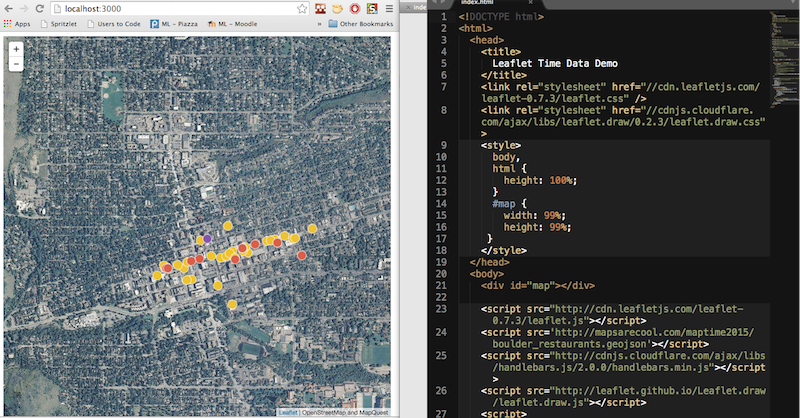 localhost:3000
Apps
Spritzlet
Users to Code
ML - Piazza
ML - Moodle
»
Other Bookmarks
+
−
Leaflet | OpenStreetMap and MapQuest
inde
index.html
1 <!DOCTYPE html>
2 <html>
3 <head>
4 <title>
5 Leaflet Time Data Demo
6 </title>
7 <link rel="stylesheet" href="//cdn.leafletjs.com/
leaflet-0.7.3/leaflet.css" />
8 <link rel="stylesheet" href="//cdnjs.cloudflare.
com/ajax/libs/leaflet.draw/0.2.3/leaflet.draw.css"
>
9 <style>
10 body,
11 html {
12 height: 100%;
13 }
14 #map {
15 width: 99%;
16 height: 99%;
17 }
18 </style>
19 </head>
20 <body>
21 <div id="map"></div>
22
23 <script src="http://cdn.leafletjs.com/leaflet-
0.7.3/leaflet.js"></script>
24 <script src='http://mapsarecool.com/maptime2015/
boulder_restaurants.geojson'></script>
25 <script src="http://cdnjs.cloudflare.com/ajax/libs
/handlebars.js/2.0.0/handlebars.min.js"></script
>
26 <script src="http://leaflet.github.io/Leaflet.draw
/leaflet.draw.js"></script>
27 <script>